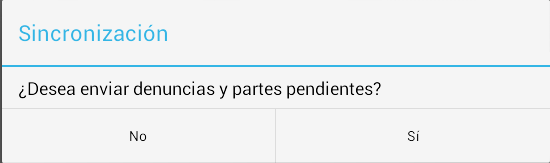 Sincronización
¿Desea enviar denuncias y partes pendientes?
No
Sí